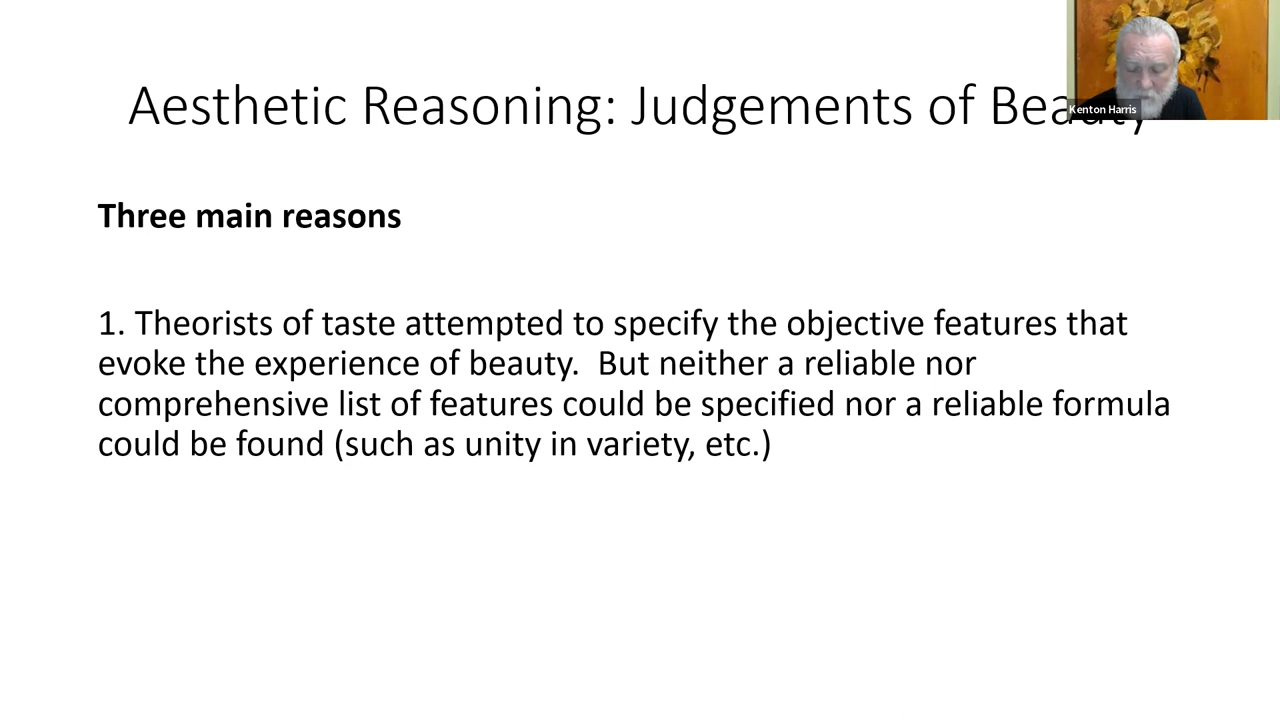 Aesthetic Reasoning: Judgements of Beauty
Kenton Harris
Three main reasons
1. Theorists of taste attempted to specify the objective features that
evoke the experience of beauty.  But neither a reliable nor
comprehensive list of features could be specified nor a reliable formula
could be found (such as unity in variety, etc.)